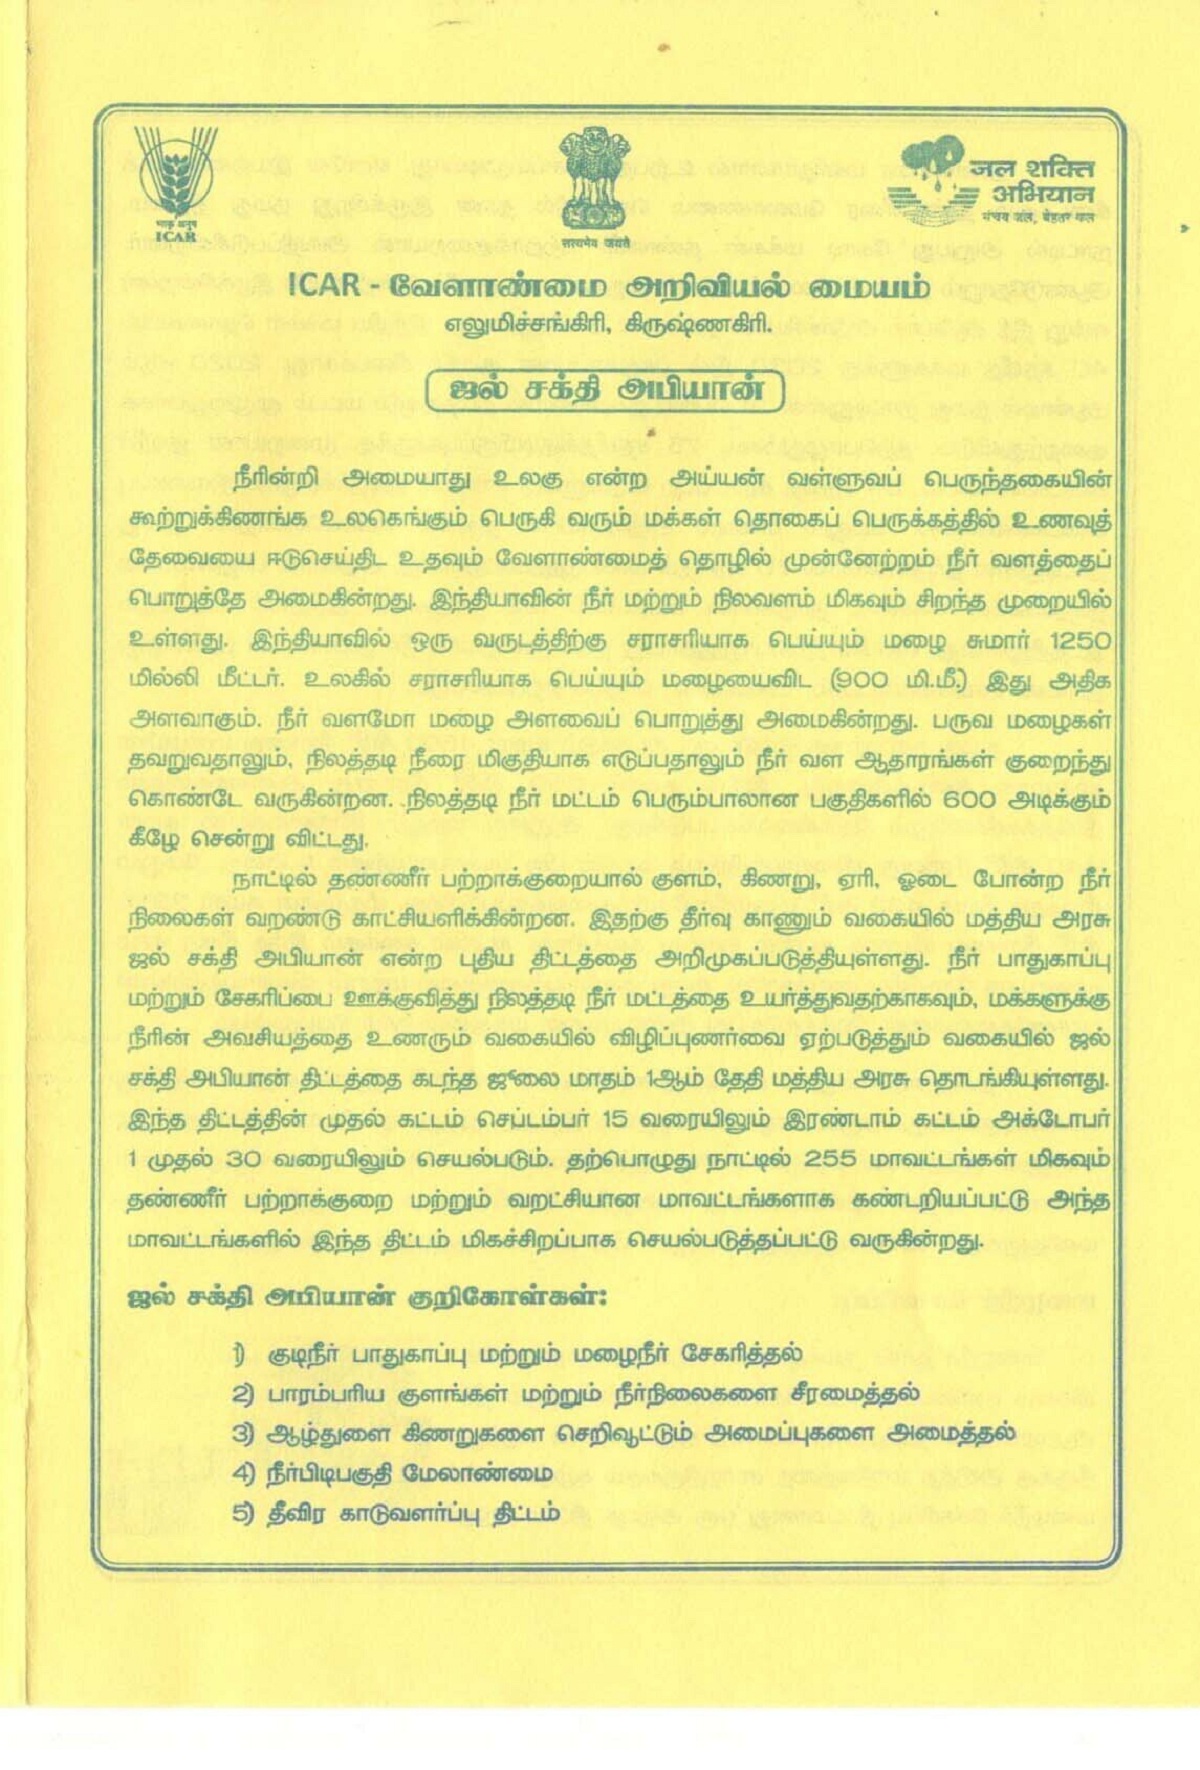 भाकृअनुप
ICAR
सत्यमेव जयते
जल शक्ति
अभियान
संचय जल, बेहतर कल
ICAR - வேளாண்மை அறிவியல் மையம்
எலுமிச்சங்கிரி, கிருஷ்ணகிரி.
ஜல் சக்தி அபியான்
நீரின்றி அமையாது உலகு என்ற அய்யன் வள்ளுவப் பெருந்தகையின்
கூற்றுக்கிணங்க உலகெங்கும் பெருகி வரும் மக்கள் தொகைப் பெருக்கத்தில் உணவுத்
தேவையை ஈடுசெய்திட உதவும் வேளாண்மைத் தொழில் முன்னேற்றம் நீர் வளத்தைப்
பொறுத்தே அமைகின்றது. இந்தியாவின் நீர் மற்றும் நிலவளம் மிகவும் சிறந்த முறையில்
உள்ளது. இந்தியாவில் ஒரு வருடத்திற்கு சராசரியாக பெய்யும் மழை சுமார் 1250
மில்லி மீட்டர். உலகில் சராசரியாக பெய்யும் மழையைவிட (900 மி.மீ.) இது அதிக
அளவாகும். நீர் வளமோ மழை அளவைப் பொறுத்து அமைகின்றது. பருவ மழைகள்
தவறுவதாலும், நிலத்தடி நீரை மிகுதியாக எடுப்பதாலும் நீர் வள ஆதாரங்கள் குறைந்து
கொண்டே வருகின்றன. நிலத்தடி நீர் மட்டம் பெரும்பாலான பகுதிகளில் 600 அடிக்கும்
கீழே சென்று விட்டது.
நாட்டில் தண்ணீர் பற்றாக்குறையால் குளம், கிணறு, ஏரி, ஓடை போன்ற நீர்
நிலைகள் வறண்டு காட்சியளிக்கின்றன. இதற்கு தீர்வு காணும் வகையில் மத்திய அரசு
ஜல் சக்தி அபியான் என்ற புதிய திட்டத்தை அறிமுகப்படுத்தியுள்ளது. நீர் பாதுகாப்பு
மற்றும் சேகரிப்பை ஊக்குவித்து நிலத்தடி நீர் மட்டத்தை உயர்த்துவதற்காகவும், மக்களுக்கு
நீரின் அவசியத்தை உணரும் வகையில் விழிப்புணர்வை ஏற்படுத்தும் வகையில் ஜல்
சக்தி அபியான் திட்டத்தை கடந்த ஜூலை மாதம் 1ஆம் தேதி மத்திய அரசு தொடங்கியுள்ளது.
இந்த திட்டத்தின் முதல் கட்டம் செப்டம்பர் 15 வரையிலும் இரண்டாம் கட்டம் அக்டோபர்
1 முதல் 30 வரையிலும் செயல்படும். தற்பொழுது நாட்டில் 255 மாவட்டங்கள் மிகவும்
தண்ணீர் பற்றாக்குறை மற்றும் வறட்சியான மாவட்டங்களாக கண்டறியப்பட்டு அந்த
மாவட்டங்களில் இந்த திட்டம் மிகச்சிறப்பாக செயல்படுத்தப்பட்டு வருகின்றது.
ஜல் சக்தி அபியான் குறிகோள்கள்:
1) குடிநீர் பாதுகாப்பு மற்றும் மழைநீர் சேகரித்தல்
2) பாரம்பரிய குளங்கள் மற்றும் நீர்நிலைகளை சீரமைத்தல்
3) ஆழ்துளை கிணறுகளை செறிவூட்டும் அமைப்புகளை அமைத்தல்
4) நீர்பிடிபகுதி மேலாண்மை
5) தீவிர காடுவளர்ப்பு திட்டம்